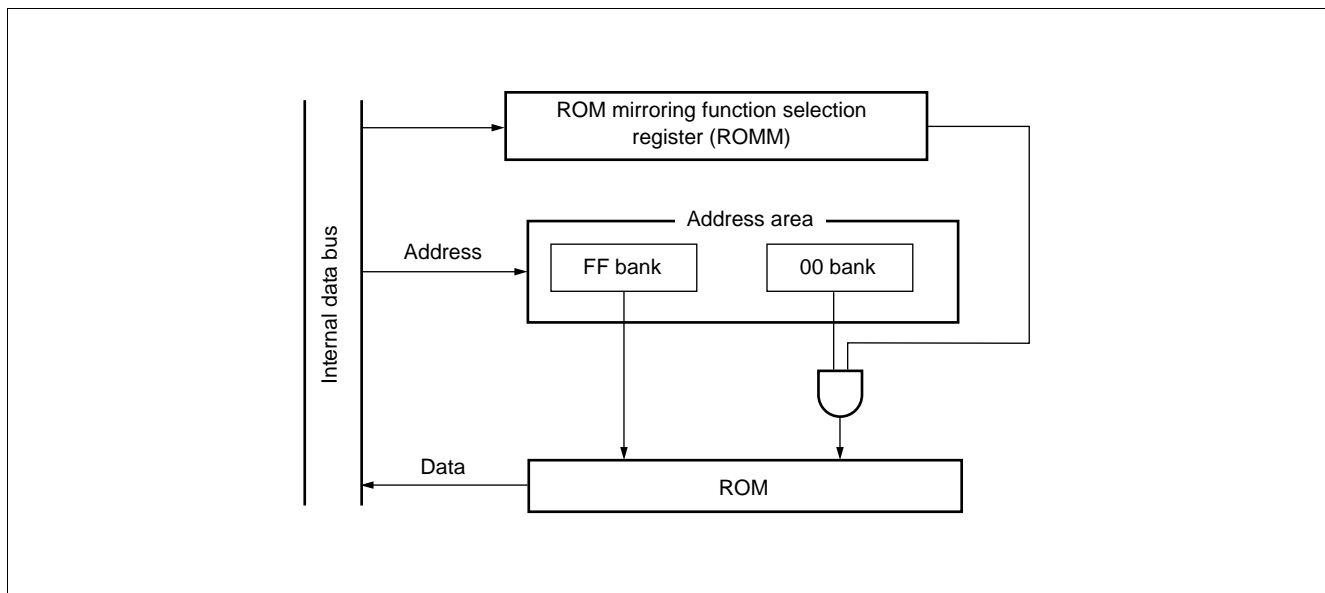 ROM mirroring function selection
register (ROMM)
Address area
Address
FF bank
00 bank
Internal data bus
Data
ROM